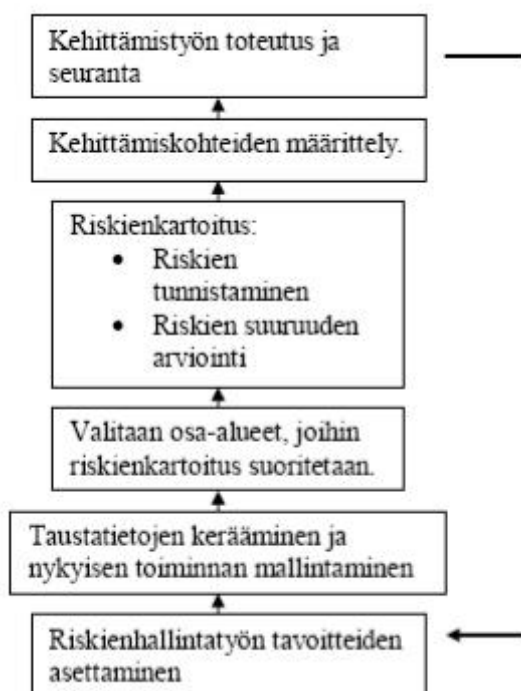 Kehittämistyön toteutus ja
seuranta
Kehittämiskohteiden määrittely.
Riskienkartoitus:
• Riskien
tunnistaminen
• Riskien suuruuden
arviointi
Valitaan osa-alueet, joihin
riskienkartoitus suoritetaan.
Taustatietojen kerääminen ja
nykyisen toiminnan mallintaminen
Riskienhallintatyön tavoitteiden
asettaminen